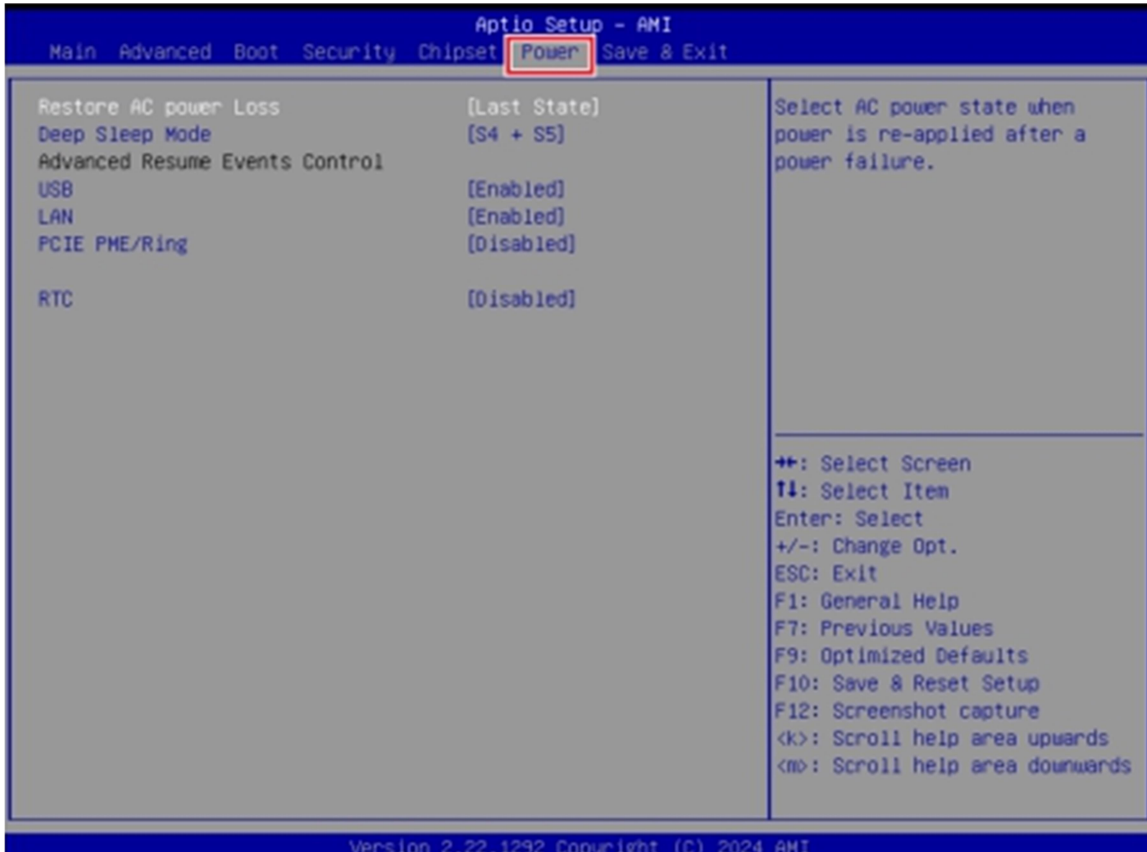 Aptio Setup - AMI
Main Advanced Boot Security Chipset Power Save & Exit
Restore AC power Loss [Last State]
Deep Sleep Mode [S4 + S5]
Advanced Resume Events Control
USB [Enabled]
LAN [Enabled]
PCIE PME/Ring [Disabled]
RTC [Disabled]
Select AC power state when
power is re-applied after a
power failure.
→←: Select Screen
↑↓: Select Item
Enter: Select
+/-: Change Opt.
ESC: Exit
F1: General Help
F7: Previous Values
F9: Optimized Defaults
F10: Save & Reset Setup
F12: Screenshot capture
<k>: Scroll help area upwards
<m>: Scroll help area downwards
Version 2.22.1292 Copyright (C) 2024 AMI